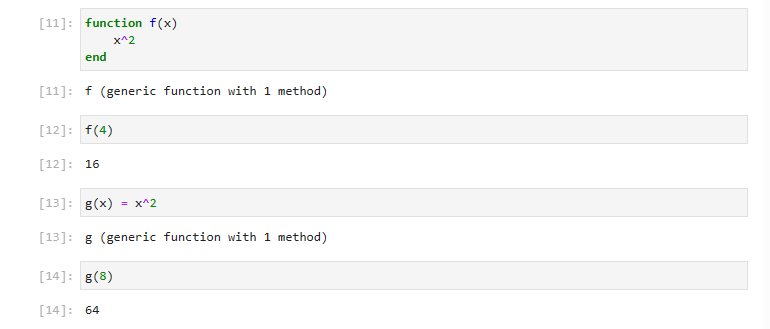 [11]: function f(x)
x^2
end
[11]: f (generic function with 1 method)
[12]: f(4)
[12]: 16
[13]: g(x) = x^2
[13]: g (generic function with 1 method)
[14]: g(8)
[14]: 64